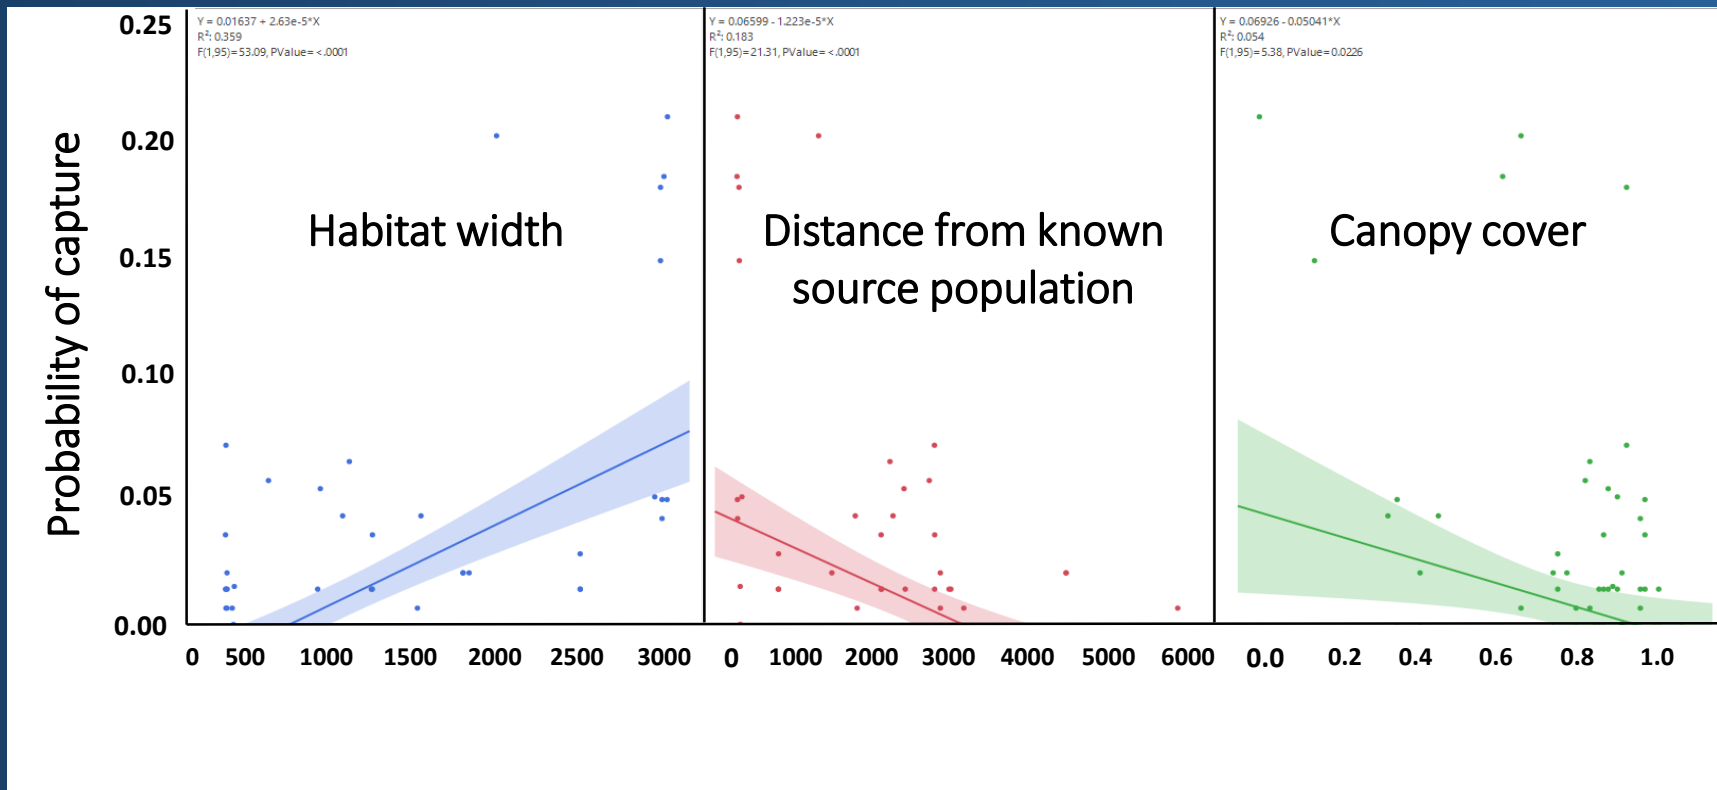 Y = 0.01637 + 2.63e-5*X
R²: 0.359
F(1,95)=53.09, PValue=<.0001
Y = 0.06599 - 1.223e-5*X
R²: 0.183
F(1,95)=21.31, PValue=<.0001
Y = 0.06926 - 0.05041*X
R²: 0.054
F(1,95)=5.38, PValue=0.0226
Probability of capture
0.25
0.20
0.15
0.10
0.05
0.00
Habitat width
Distance from known
source population
Canopy cover
0 500 1000 1500 2000 2500 3000
0 1000 2000 3000 4000 5000 6000
0.0 0.2 0.4 0.6 0.8 1.0